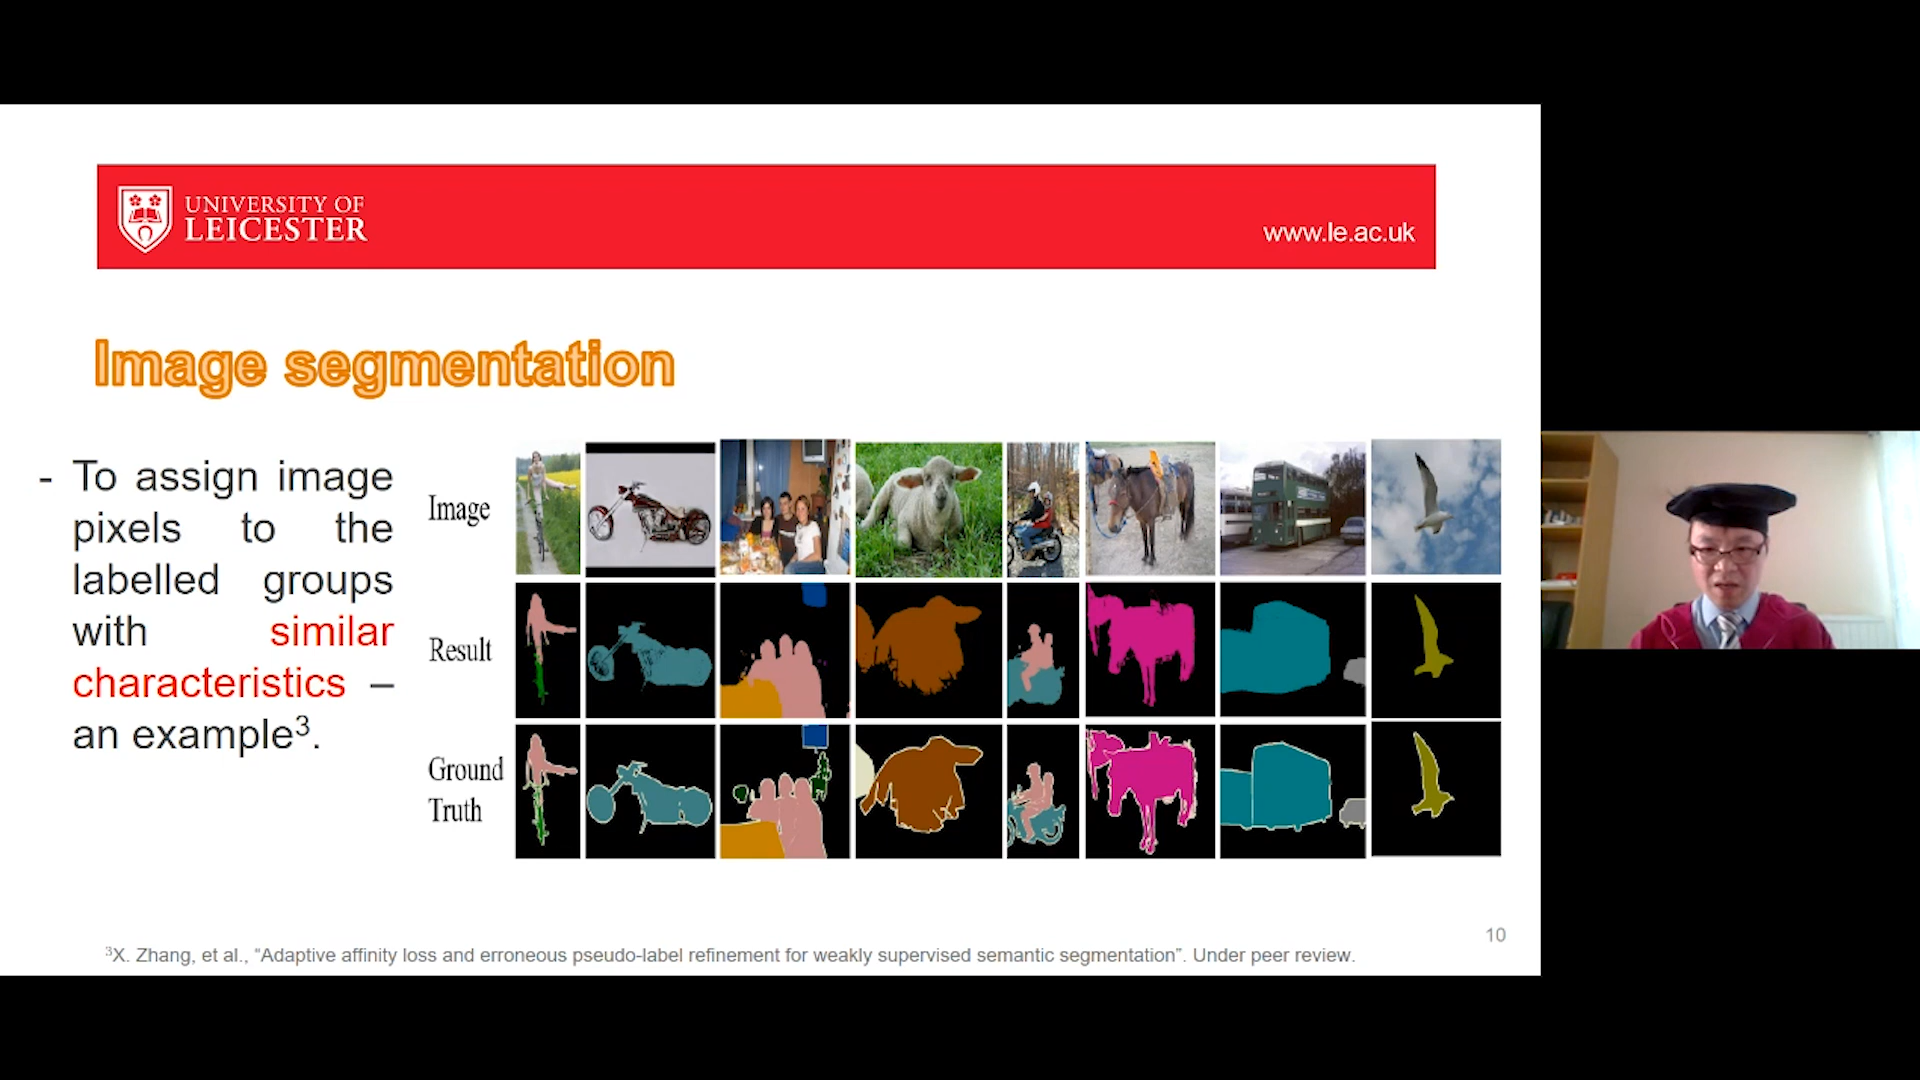 UNIVERSITY OF
LEICESTER
www.le.ac.uk
Image segmentation
- To assign image
pixels to the
labelled groups
with similar
characteristics –
an example³.
Image
Result
Ground
Truth
10
³X. Zhang, et al., “Adaptive affinity loss and erroneous pseudo-label refinement for weakly supervised semantic segmentation”. Under peer review.